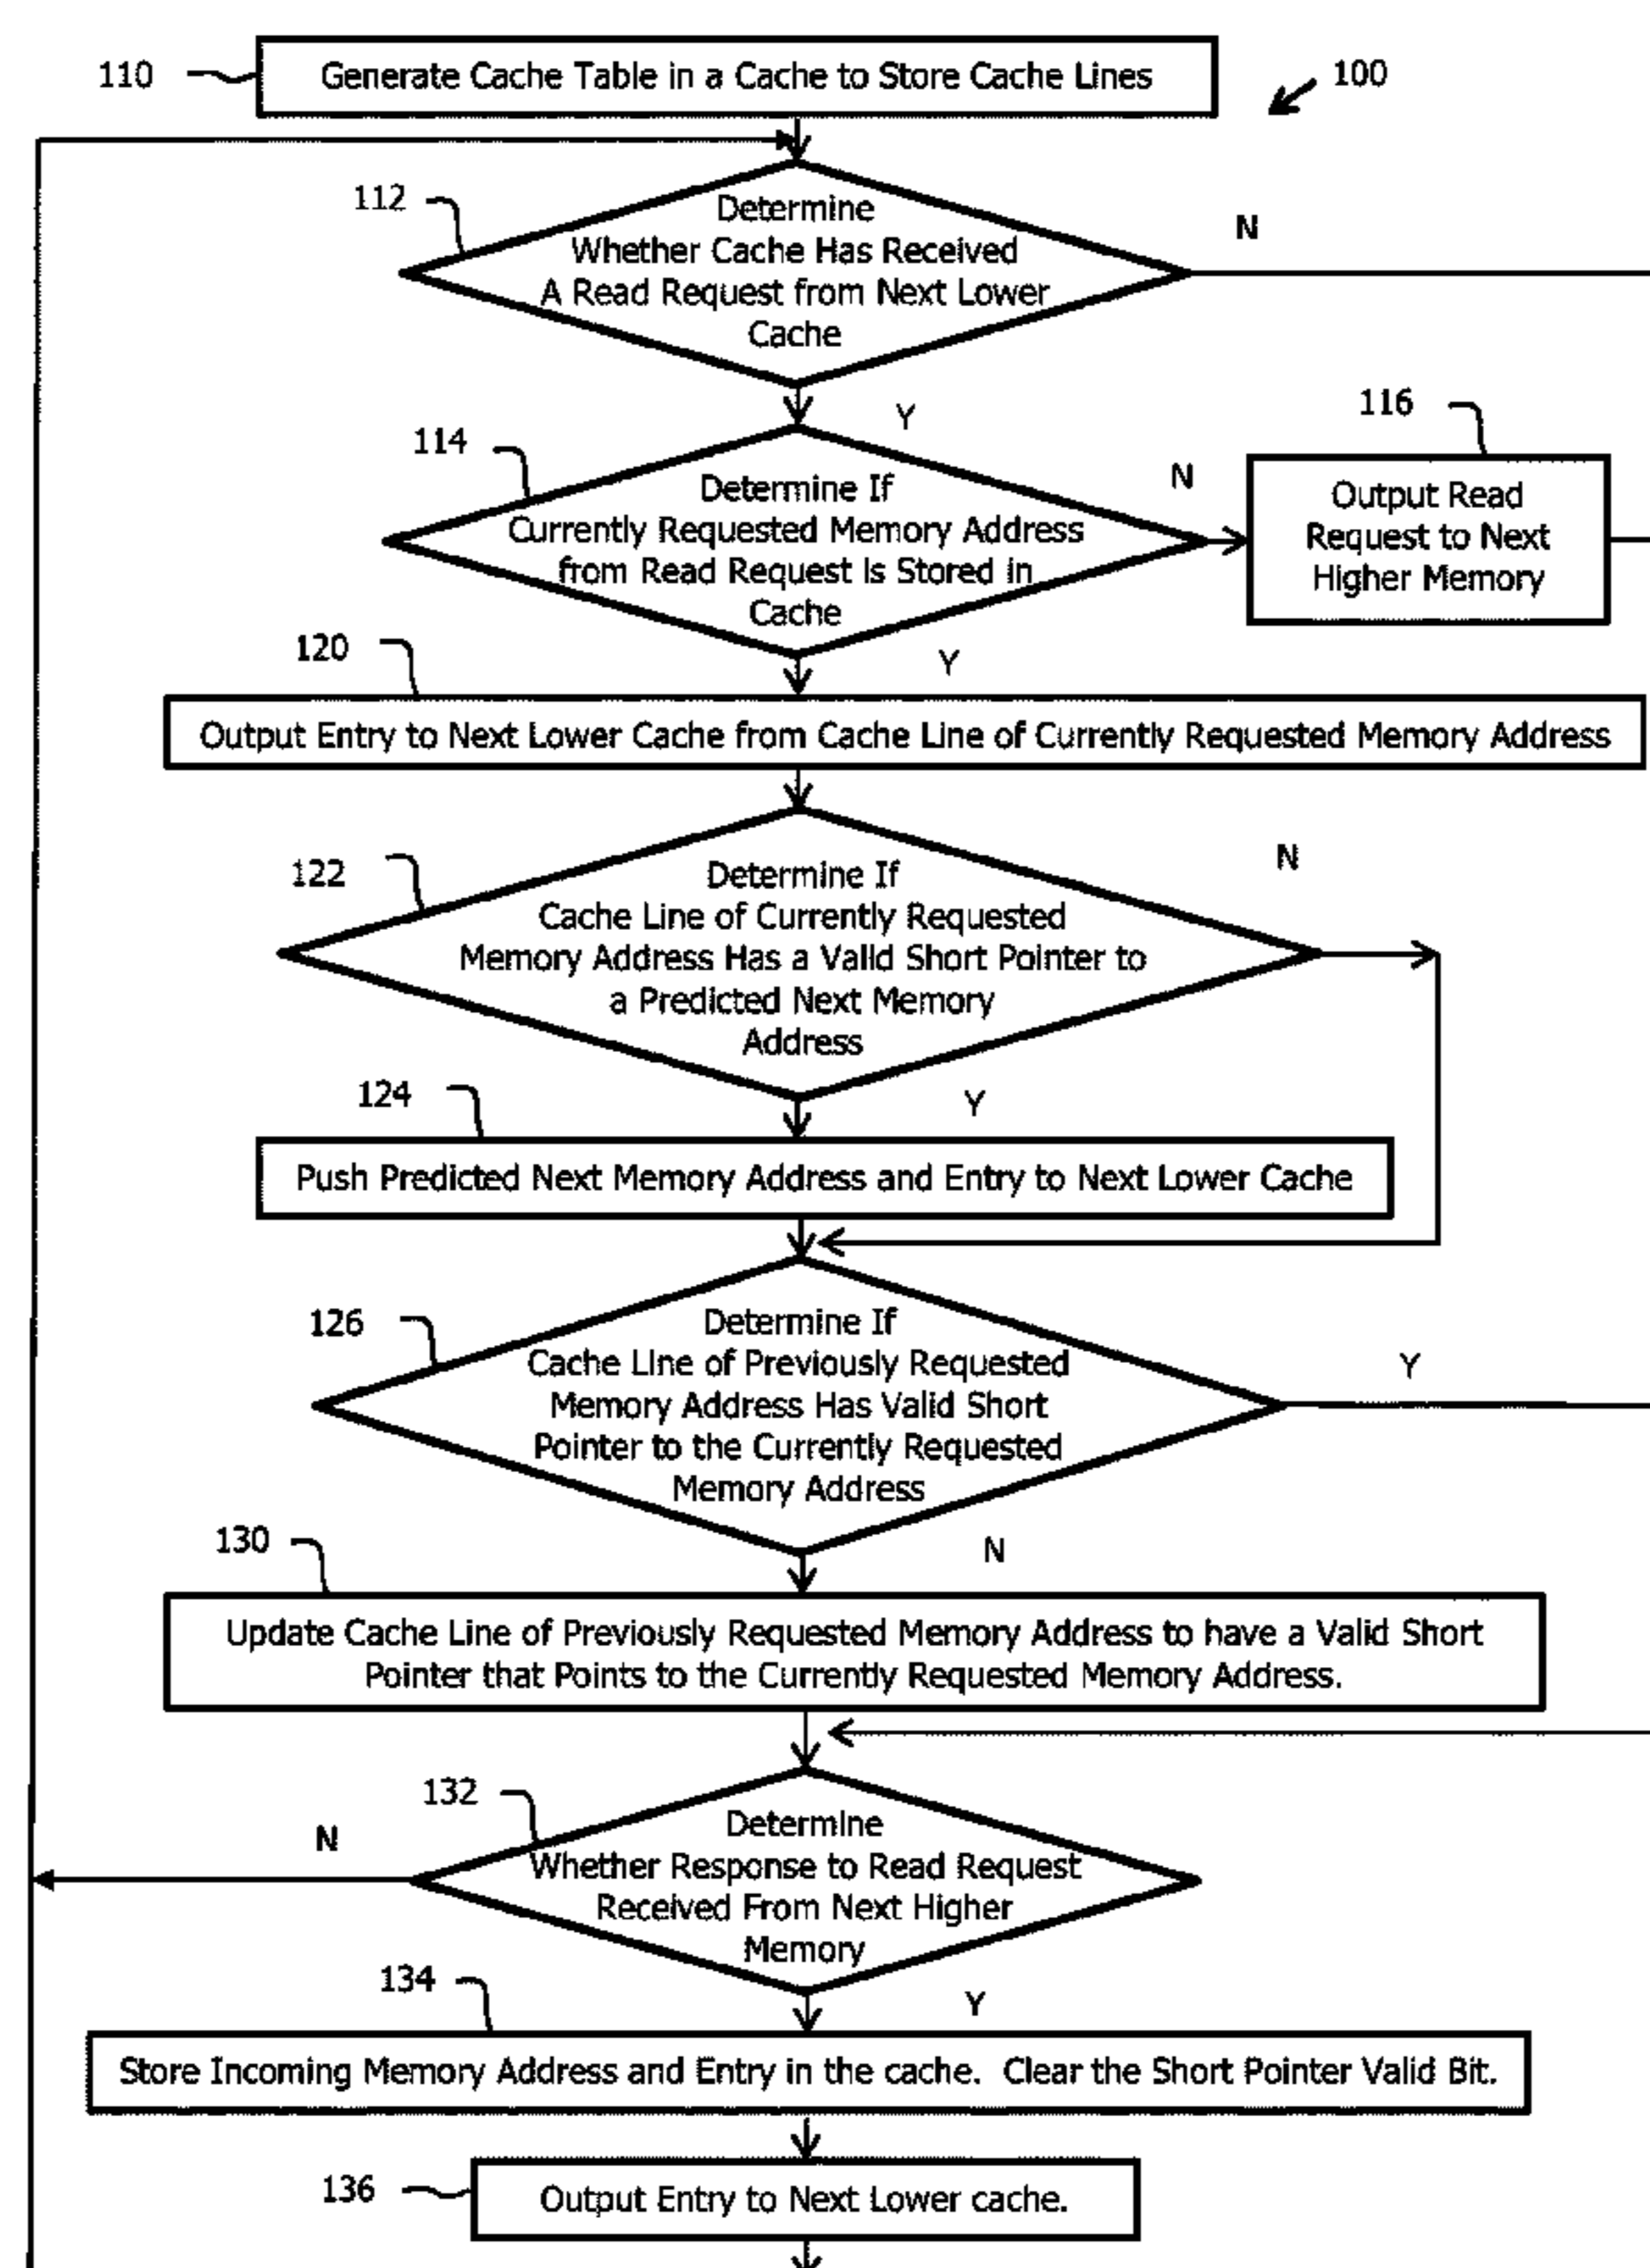 110
Generate Cache Table in a Cache to Store Cache Lines
100
112
Determine
Whether Cache Has Received
A Read Request from Next Lower
Cache
N
Y
114
Determine If
Currently Requested Memory Address
from Read Request is Stored in
Cache
N
116
Output Read
Request to Next
Higher Memory
Y
120
Output Entry to Next Lower Cache from Cache Line of Currently Requested Memory Address
122
Determine If
Cache Line of Currently Requested
Memory Address Has a Valid Short Pointer to
a Predicted Next Memory
Address
N
Y
124
Push Predicted Next Memory Address and Entry to Next Lower Cache
126
Determine If
Cache Line of Previously Requested
Memory Address Has Valid Short
Pointer to the Currently Requested
Memory Address
Y
N
130
Update Cache Line of Previously Requested Memory Address to have a Valid Short
Pointer that Points to the Currently Requested Memory Address.
132
Determine
Whether Response to Read Request
Received From Next Higher
Memory
N
Y
134
Store Incoming Memory Address and Entry in the cache. Clear the Short Pointer Valid Bit.
136
Output Entry to Next Lower cache.